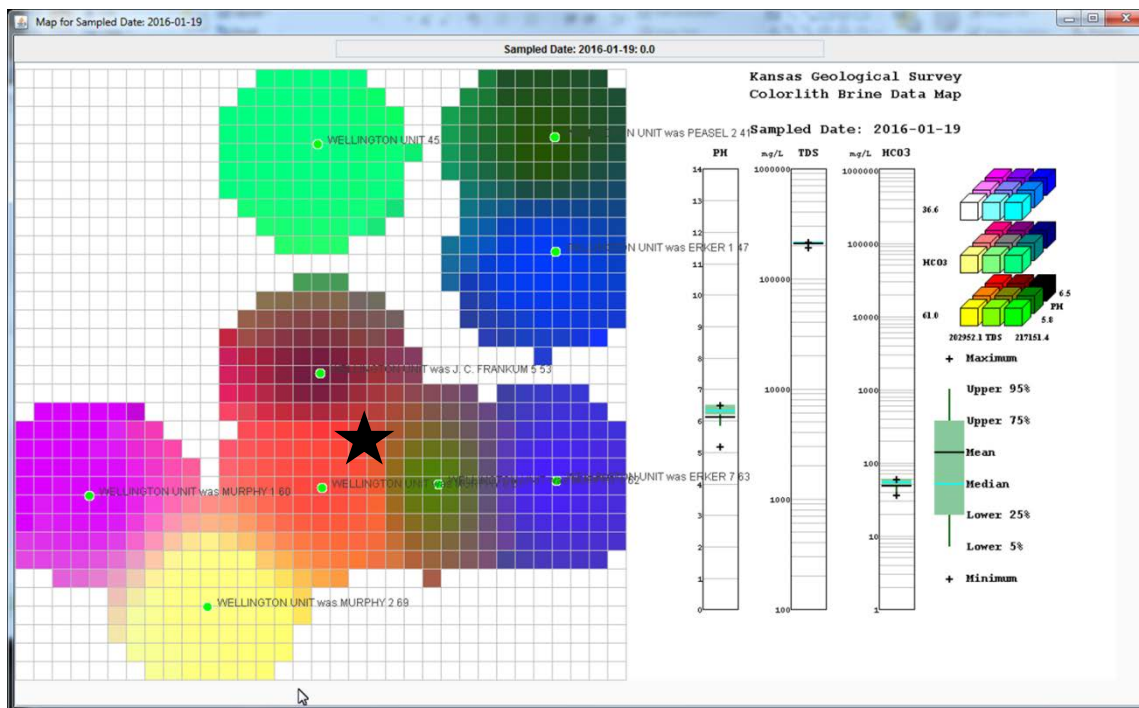 Map for Sampled Date: 2016-01-19
Sampled Date: 2016-01-19: 0.0
Kansas Geological Survey
Colorlith Brine Data Map
Sampled Date: 2016-01-19
PH
mg/L TDS
mg/L HCO3
14
13
12
11
10
9
8
7
6
5
4
3
2
1
0
1000000
100000
10000
1000
100
1000000
100000
10000
1000
100
10
1
36.6
HCO3
61.0
6.5
PH
5.8
202952.1 TDS 217151.4
Maximum
Upper 95%
Upper 75%
Mean
Median
Lower 25%
Lower 5%
Minimum
WELLINGTON UNIT 45
UNIT was PEASEL 2 41
UNIT was ERKER 1 47
UNIT was J. C. FRANKUM 5 53
WELLINGTON UNIT was MURPHY 1 60
WELLINGTON UNIT was
UNIT was ERKER 7 63
WELLINGTON UNIT was MURPHY 2 69